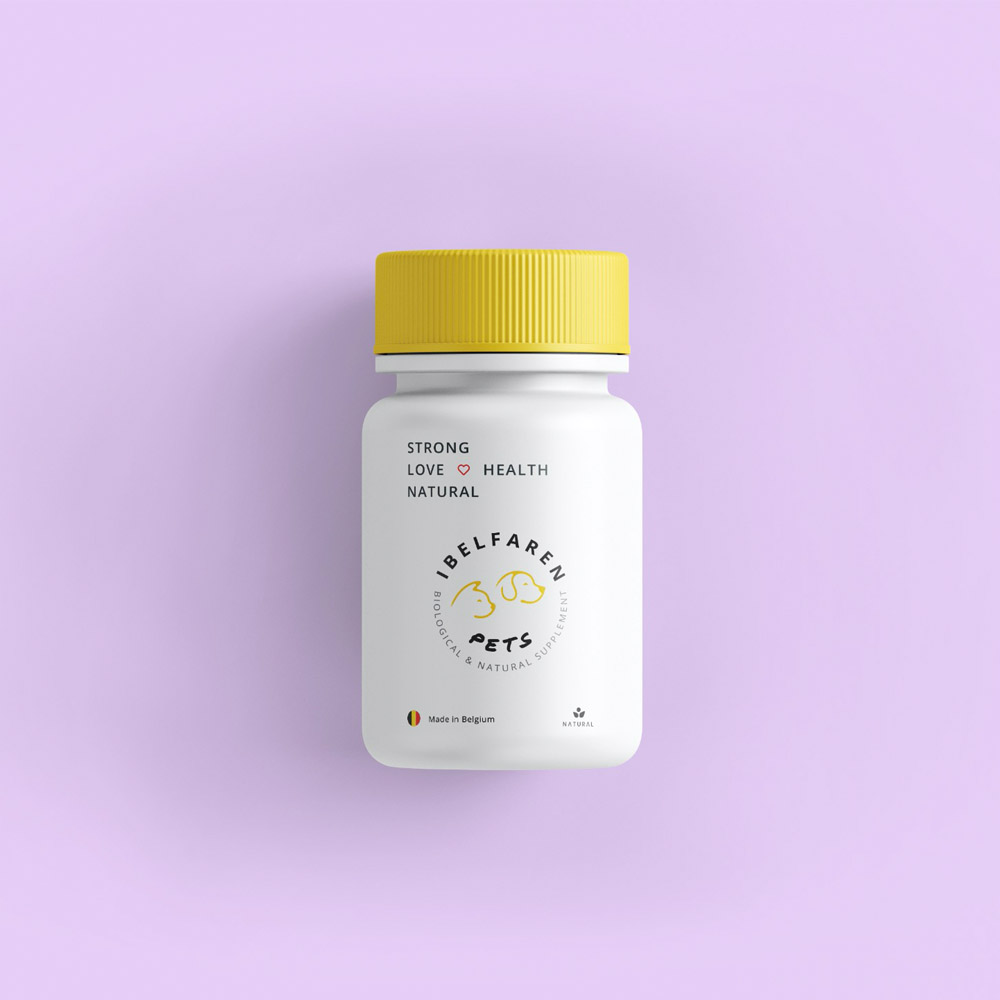 STRONG
LOVE HEALTH
NATURAL
IBELFAREN
BIOLOGICAL & NATURAL SUPPLEMENT
PETS
Made in Belgium
NATURAL